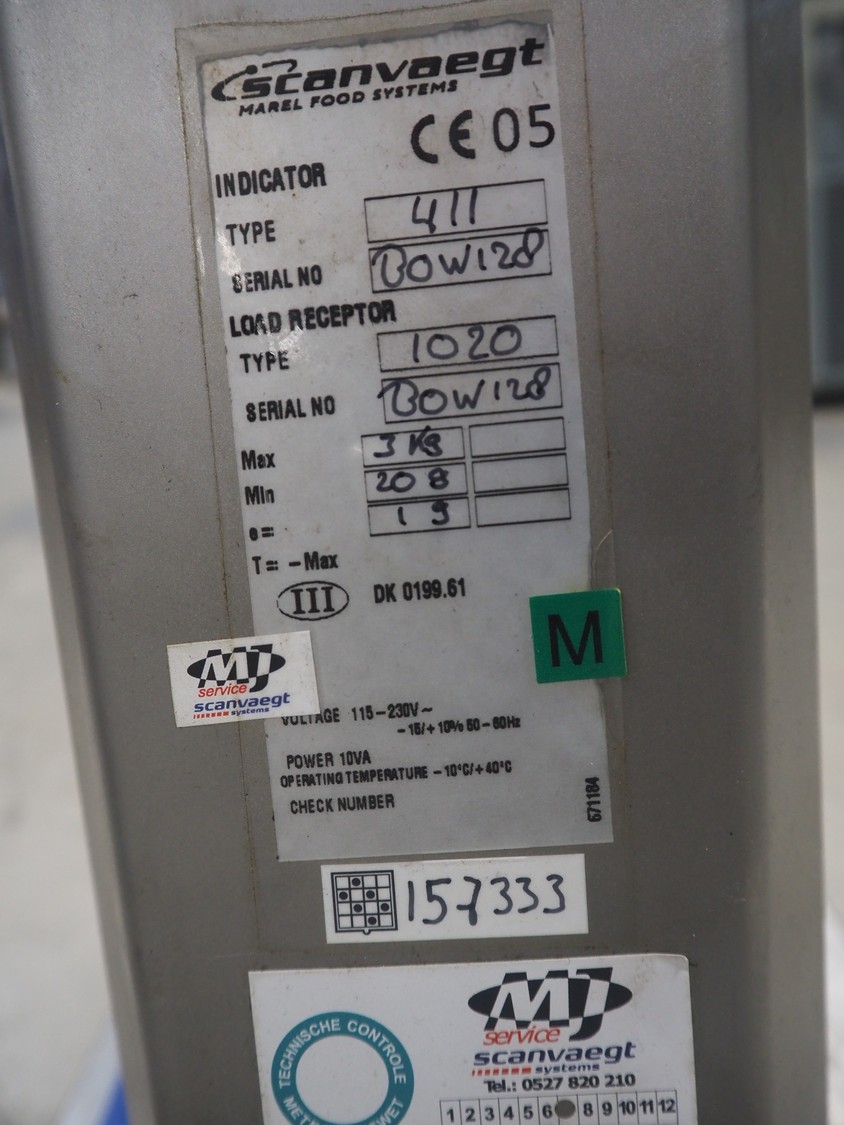 scanvaegt
MAREL FOOD SYSTEMS
CE 05
INDICATOR
TYPE 411
SERIAL NO BOW128
LOAD RECEPTOR
TYPE 1020
SERIAL NO BOW128
Max 3 Kg
Min 20 g
e= 1 g
T= -Max
III DK 0199.61
M
MJ
service
scanvaegt
systems
VOLTAGE 115-230V~
-15/+10% 50-60Hz
POWER 10VA
OPERATING TEMPERATURE -10°C/+40°C
CHECK NUMBER
671184
157333
MJ
service
scanvaegt
systems
Tel.: 0527 820 210
TECHNISCHE CONTROLE
1 2 3 4 5 6 8 9 10 11 12